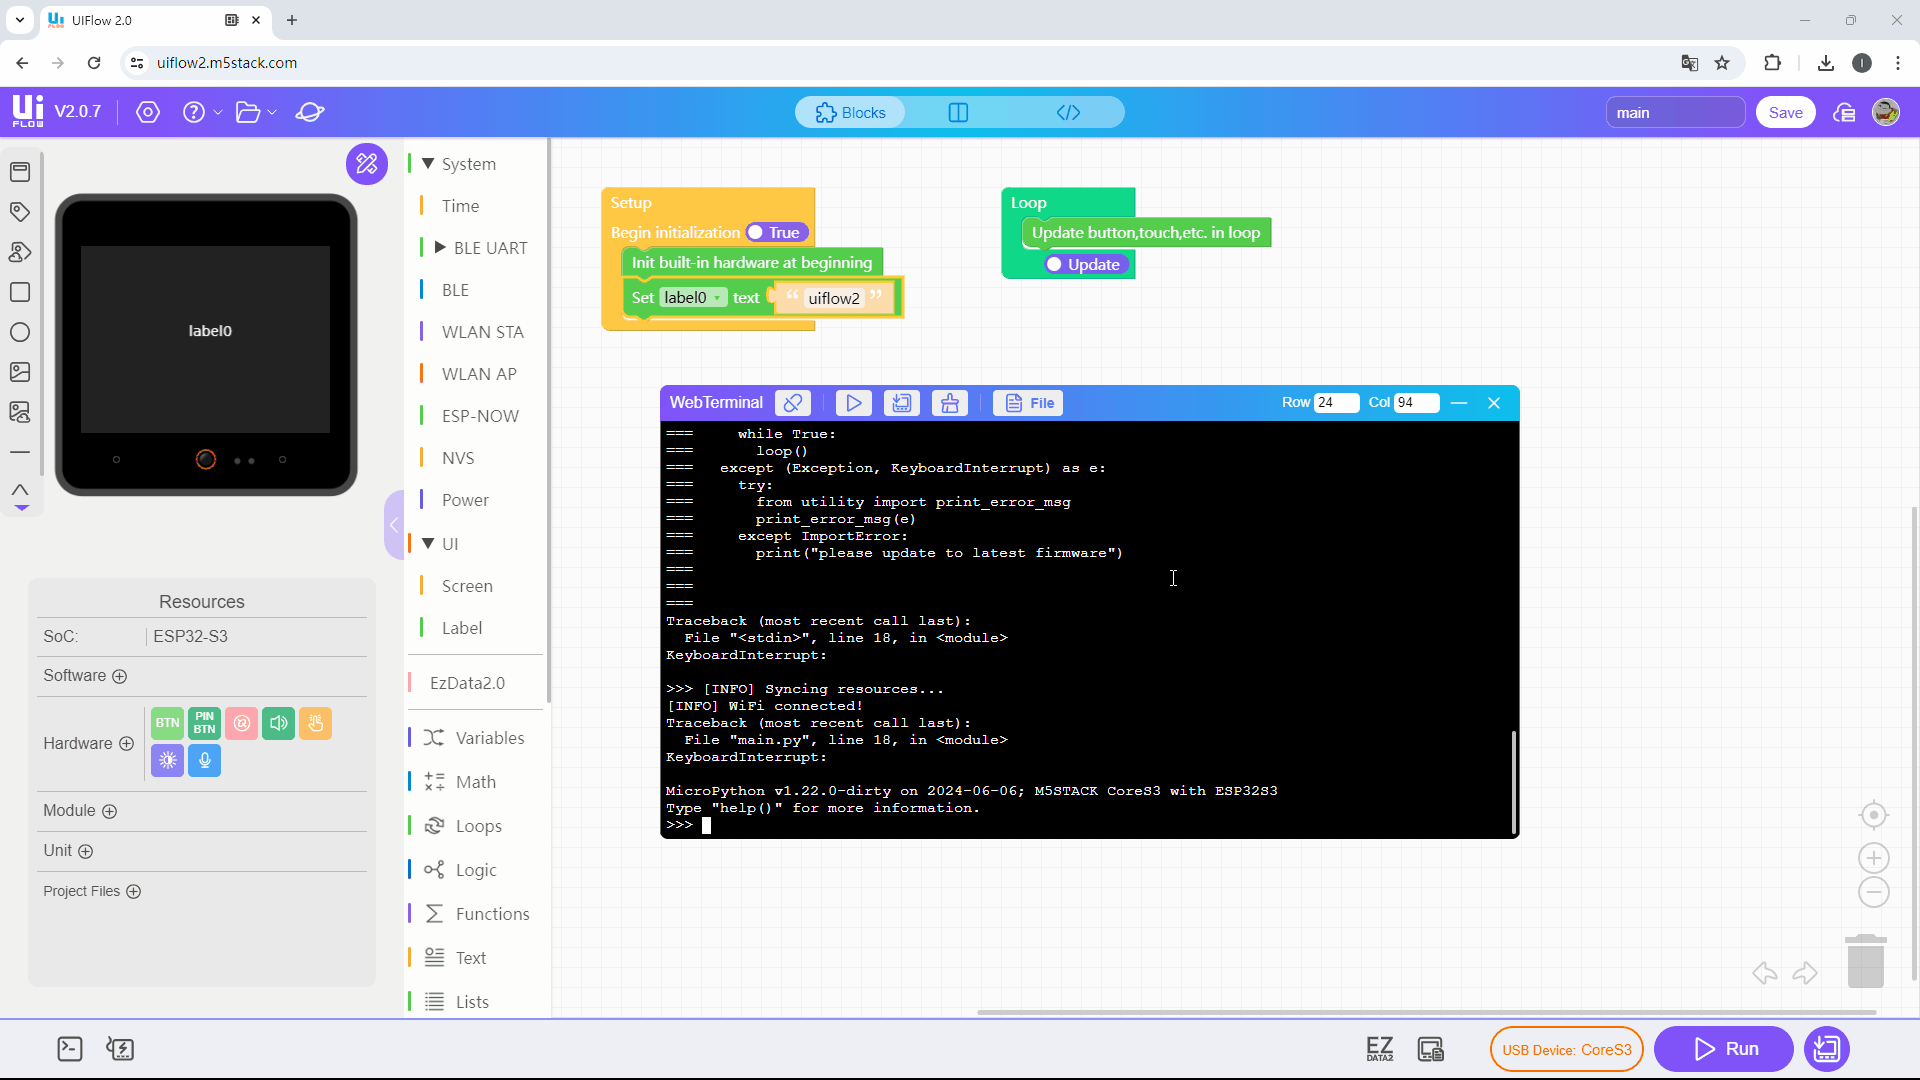 UIFlow 2.0
uiflow2.m5stack.com
I
Ui
FLOW
V2.0.7
Blocks
main
Save
label0
Resources
SoC: ESP32-S3
Software
Hardware
BTN
PIN
BTN
Module
Unit
Project Files
System
Time
BLE UART
BLE
WLAN STA
WLAN AP
ESP-NOW
NVS
Power
UI
Screen
Label
EzData2.0
Variables
Math
Loops
Logic
Functions
Text
Lists
Setup
Begin initialization True
Init built-in hardware at beginning
Set label0 text “ uiflow2 ”
Loop
Update button,touch,etc. in loop
Update
WebTerminal File Row 24 Col 94
=== while True:
=== loop()
=== except (Exception, KeyboardInterrupt) as e:
=== try:
=== from utility import print_error_msg
=== print_error_msg(e)
=== except ImportError:
=== print("please update to latest firmware")
===
===
===
Traceback (most recent call last):
File "<stdin>", line 18, in <module>
KeyboardInterrupt:
>>> [INFO] Syncing resources...
[INFO] WiFi connected!
Traceback (most recent call last):
File "main.py", line 18, in <module>
KeyboardInterrupt:
MicroPython v1.22.0-dirty on 2024-06-06; M5STACK CoreS3 with ESP32S3
Type "help()" for more information.
>>>
EZ
DATA2
USB Device: CoreS3
Run